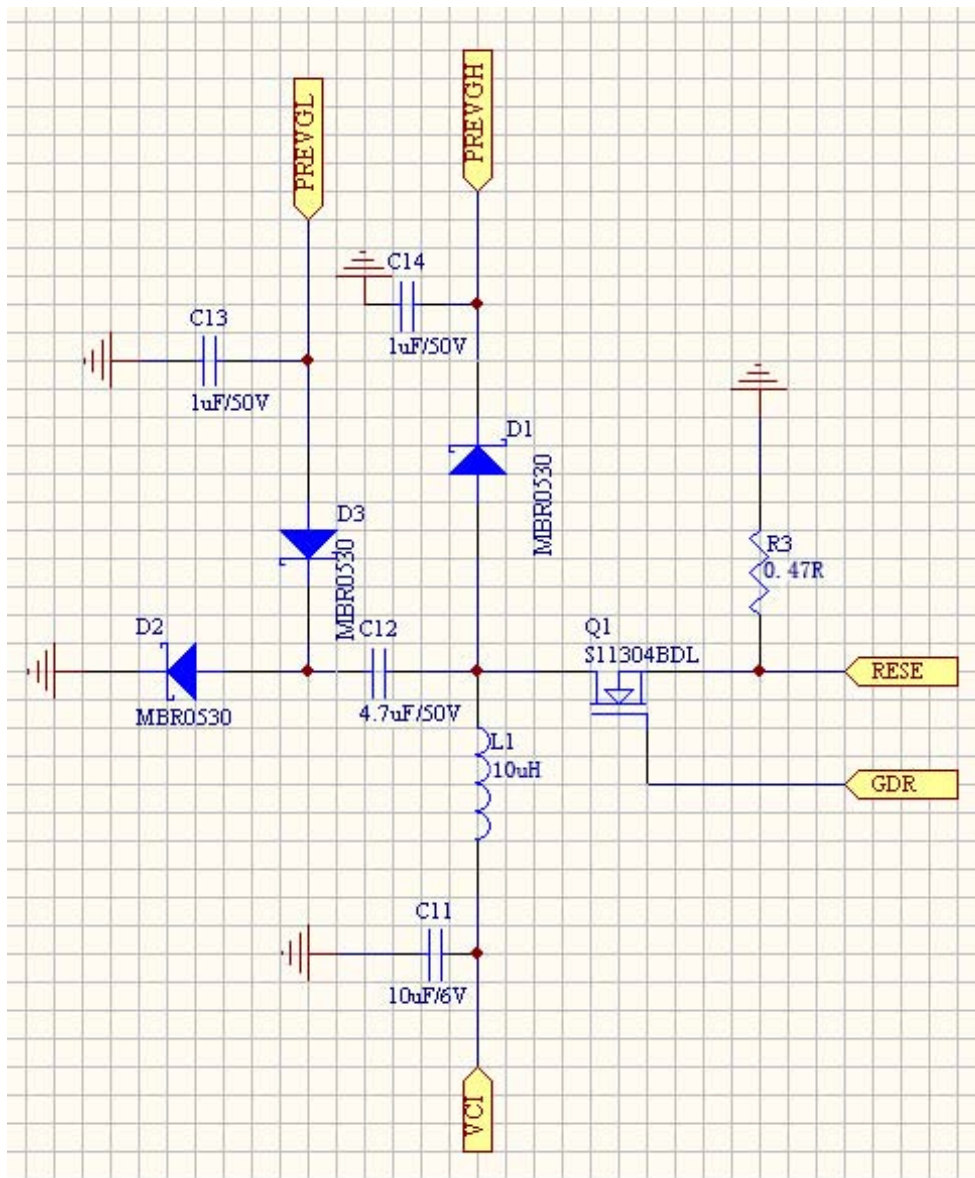 PREVGL
PREVGH
C14
1uF/50V
C13
1uF/50V
D1
MBR0530
D3
MBR0530
R3
0.47R
D2
MBR0530
C12
4.7uF/50V
Q1
S11304BDL
RESE
L1
10uH
GDR
C11
10uF/6V
VCI